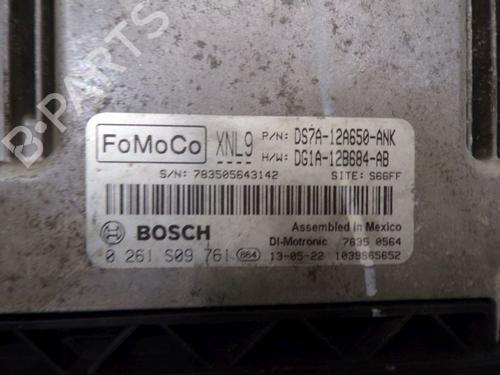 B-PARTS
FoMoCo XNL9 P/N: DS7A-12A650-ANK
H/W: DG1A-12B684-AB
S/N: 783505643142 SITE: S66FF
BOSCH Assembled in Mexico
DI-Motronic 7835 0564
0 261 S09 761 864 13-05-22 1039S65652